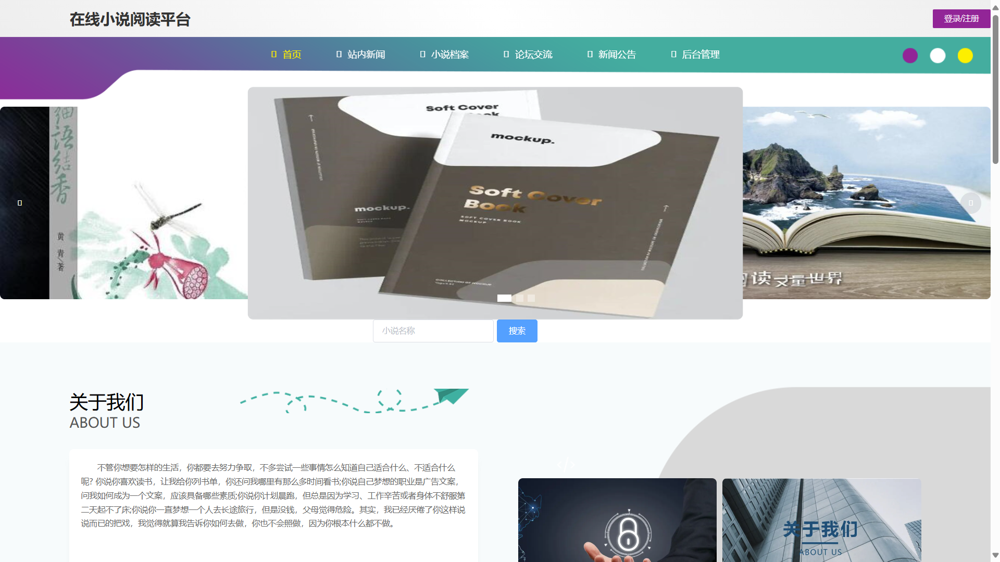 在线小说阅读平台
登录/注册
首页
站内新闻
小说档案
论坛交流
新闻公告
后台管理
细语结香
黄青/著
Soft Cover
Book
mockup.
mockup.
Soft Cover
Book
SOFT COVER BOOK
MOCKUP
COLLECTION OF MOCKUP
阅读丈量世界
小说名称
搜索
关于我们
ABOUT US
不管你想要怎样的生活，你都要去努力争取，不多尝试一些事情怎么知道自己适合什么、不适合什么
呢? 你说你喜欢读书，让我给你列书单，你还问我哪里有那么多时间看书;你说自己梦想的职业是广告文案，
问我如何成为一个文案，应该具备哪些素质;你说你计划晨跑，但总是因为学习、工作辛苦或者身体不舒服第
二天起不了床;你说你一直梦想一个人去长途旅行，但是没钱，父母觉得危险。其实，我已经厌倦了你这样说
说而已的把戏，我觉得就算我告诉你如何去做，你也不会照做，因为你根本什么都不做。
</>
关于我们
ABOUT US